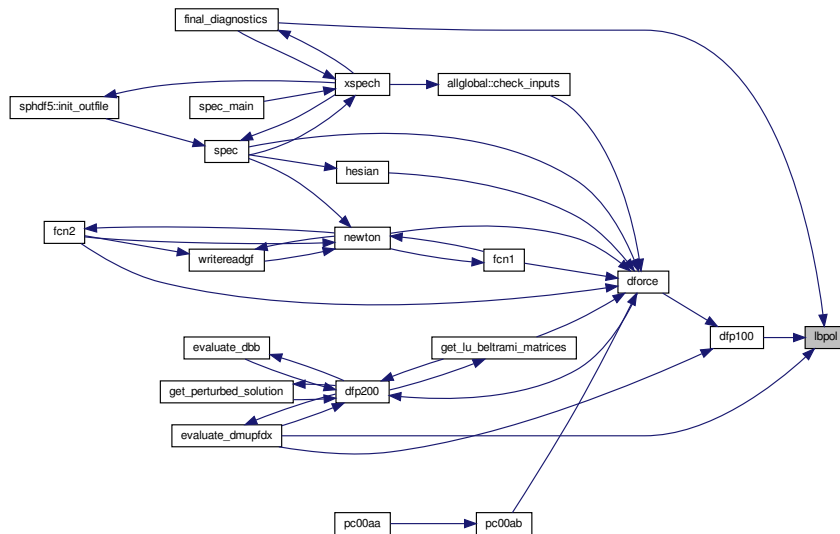 final_diagnostics
xspech
allglobal::check_inputs
sphdf5::init_outfile
spec_main
spec
hesian
fcn2
newton
writereadgf
fcn1
dforce
lbpol
dfp100
evaluate_dbb
get_lu_beltrami_matrices
get_perturbed_solution
dfp200
evaluate_dmupfdx
pc00aa
pc00ab